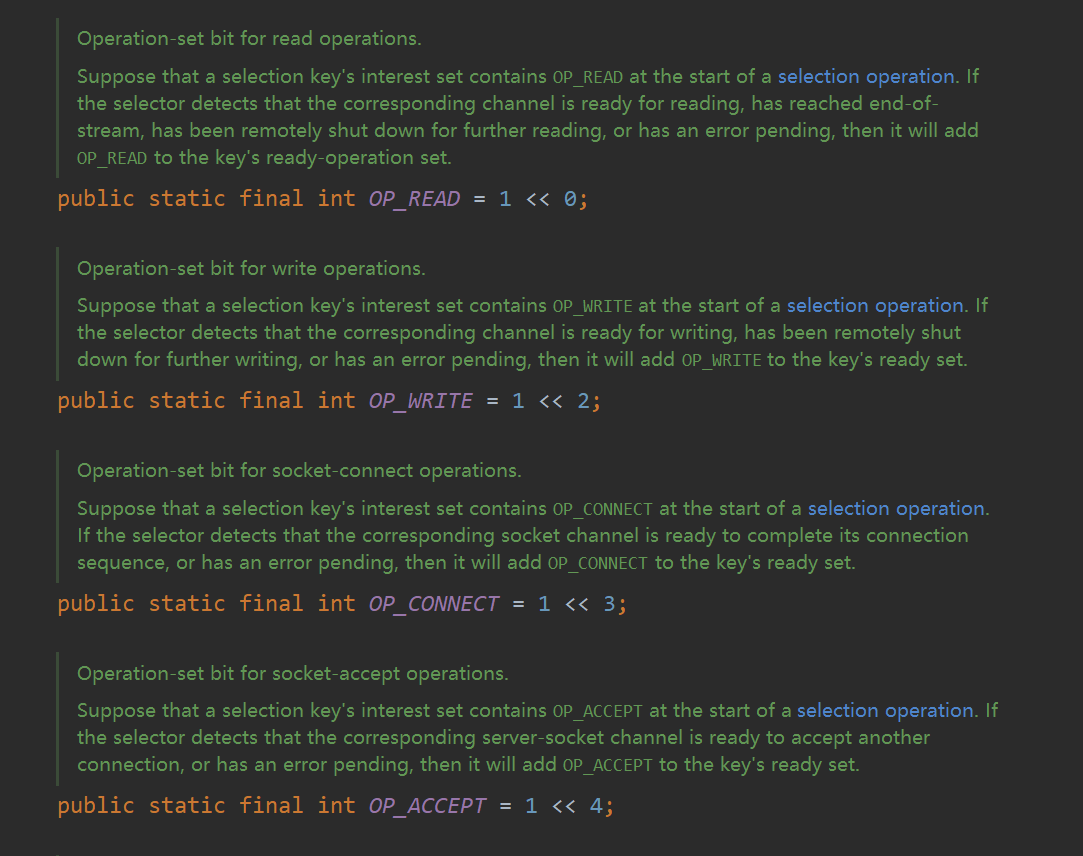 Operation-set bit for read operations.
Suppose that a selection key's interest set contains OP_READ at the start of a selection operation. If
the selector detects that the corresponding channel is ready for reading, has reached end-of-
stream, has been remotely shut down for further reading, or has an error pending, then it will add
OP_READ to the key's ready-operation set.
public static final int OP_READ = 1 << 0;
Operation-set bit for write operations.
Suppose that a selection key's interest set contains OP_WRITE at the start of a selection operation. If
the selector detects that the corresponding channel is ready for writing, has been remotely shut
down for further writing, or has an error pending, then it will add OP_WRITE to the key's ready set.
public static final int OP_WRITE = 1 << 2;
Operation-set bit for socket-connect operations.
Suppose that a selection key's interest set contains OP_CONNECT at the start of a selection operation.
If the selector detects that the corresponding socket channel is ready to complete its connection
sequence, or has an error pending, then it will add OP_CONNECT to the key's ready set.
public static final int OP_CONNECT = 1 << 3;
Operation-set bit for socket-accept operations.
Suppose that a selection key's interest set contains OP_ACCEPT at the start of a selection operation. If
the selector detects that the corresponding server-socket channel is ready to accept another
connection, or has an error pending, then it will add OP_ACCEPT to the key's ready set.
public static final int OP_ACCEPT = 1 << 4;